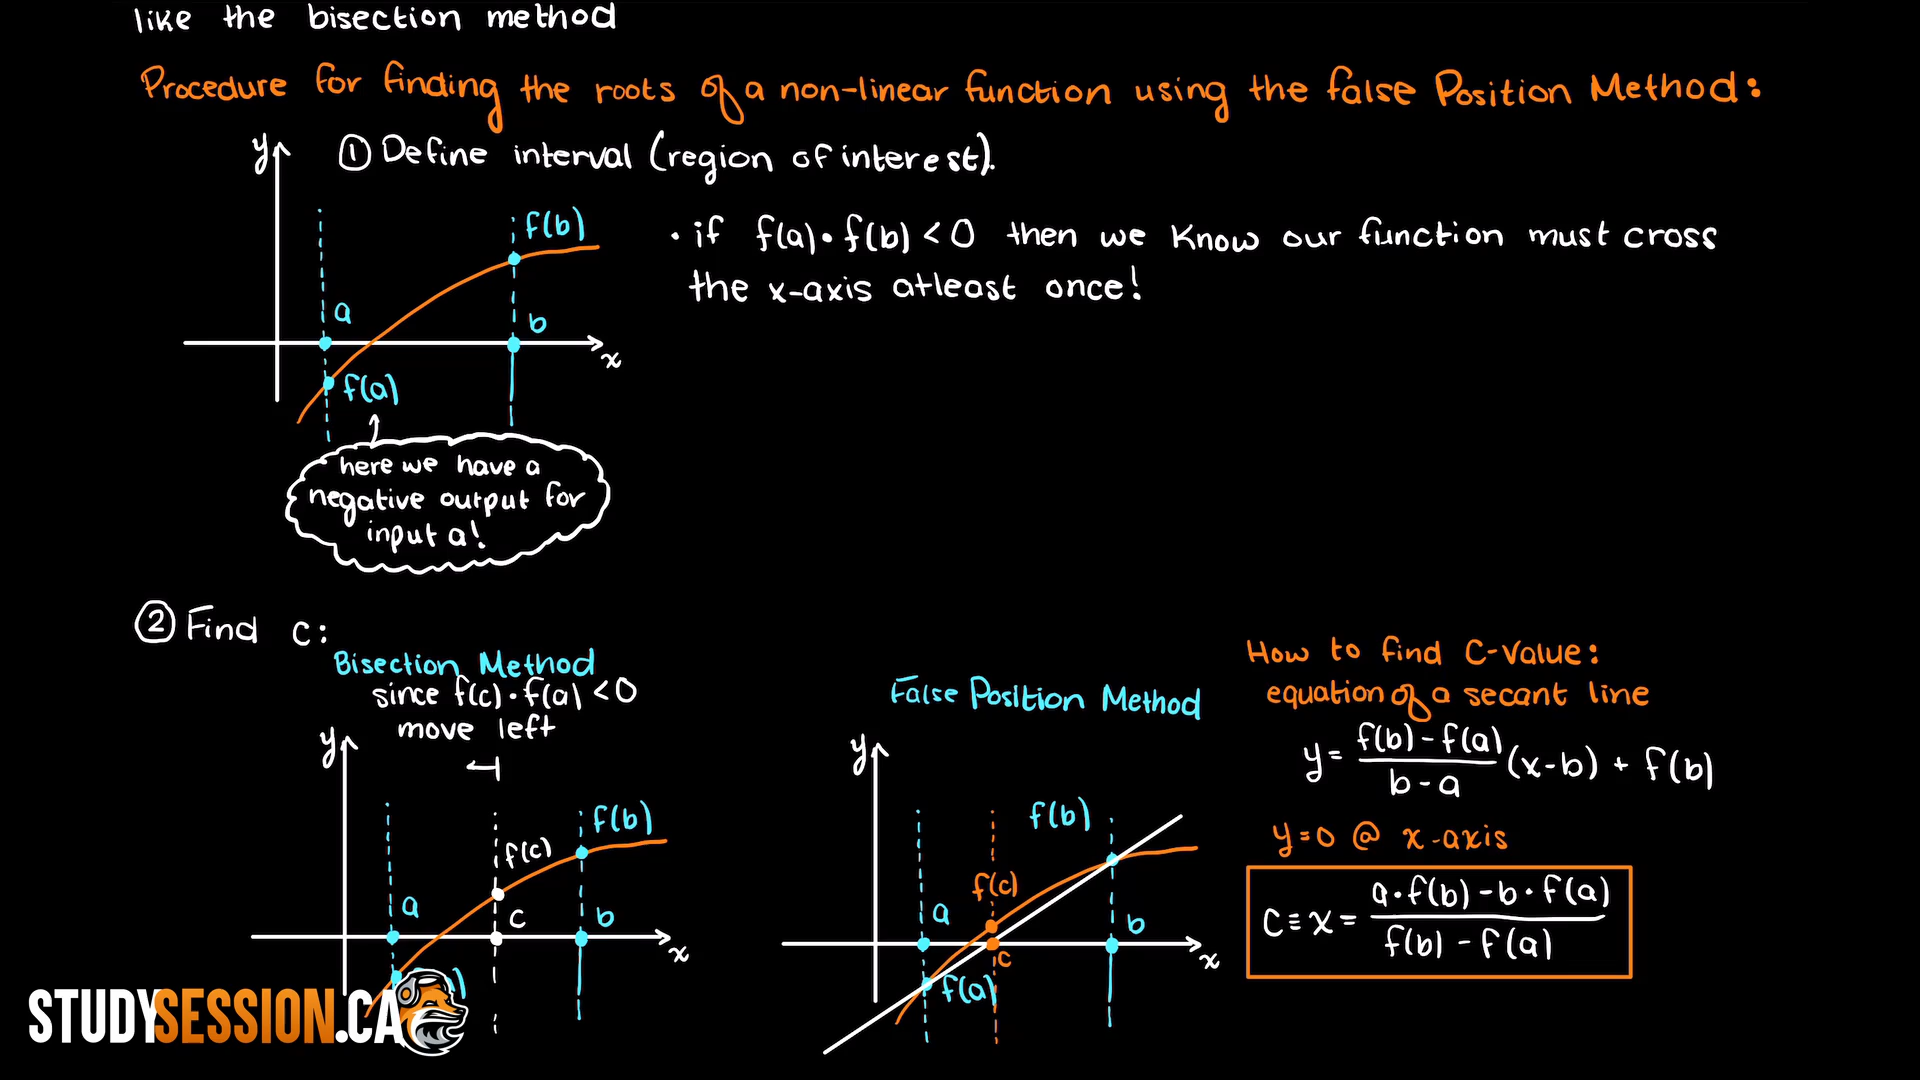 like the bisection method
Procedure for finding the roots of a non-linear function using the false Position Method:
① Define interval (region of interest).
y
f(b)
a
b
x
f(a)
• if f(a)•f(b) < 0 then we know our function must cross
the x-axis atleast once!
here we have a
negative output for
input a!
② Find c:
Bisection Method
since f(c)•f(a) < 0
move left
y
f(b)
f(c)
a
c
b
x
False Position Method
y
f(b)
f(c)
a
b
c
x
f(a)
How to find C-Value:
equation of a secant line
y = f(b) - f(a) / b - a (x-b) + f(b)
y=0 @ x-axis
C ≡ x = a•f(b) - b•f(a) / f(b) - f(a)
STUDYSESSION.CA